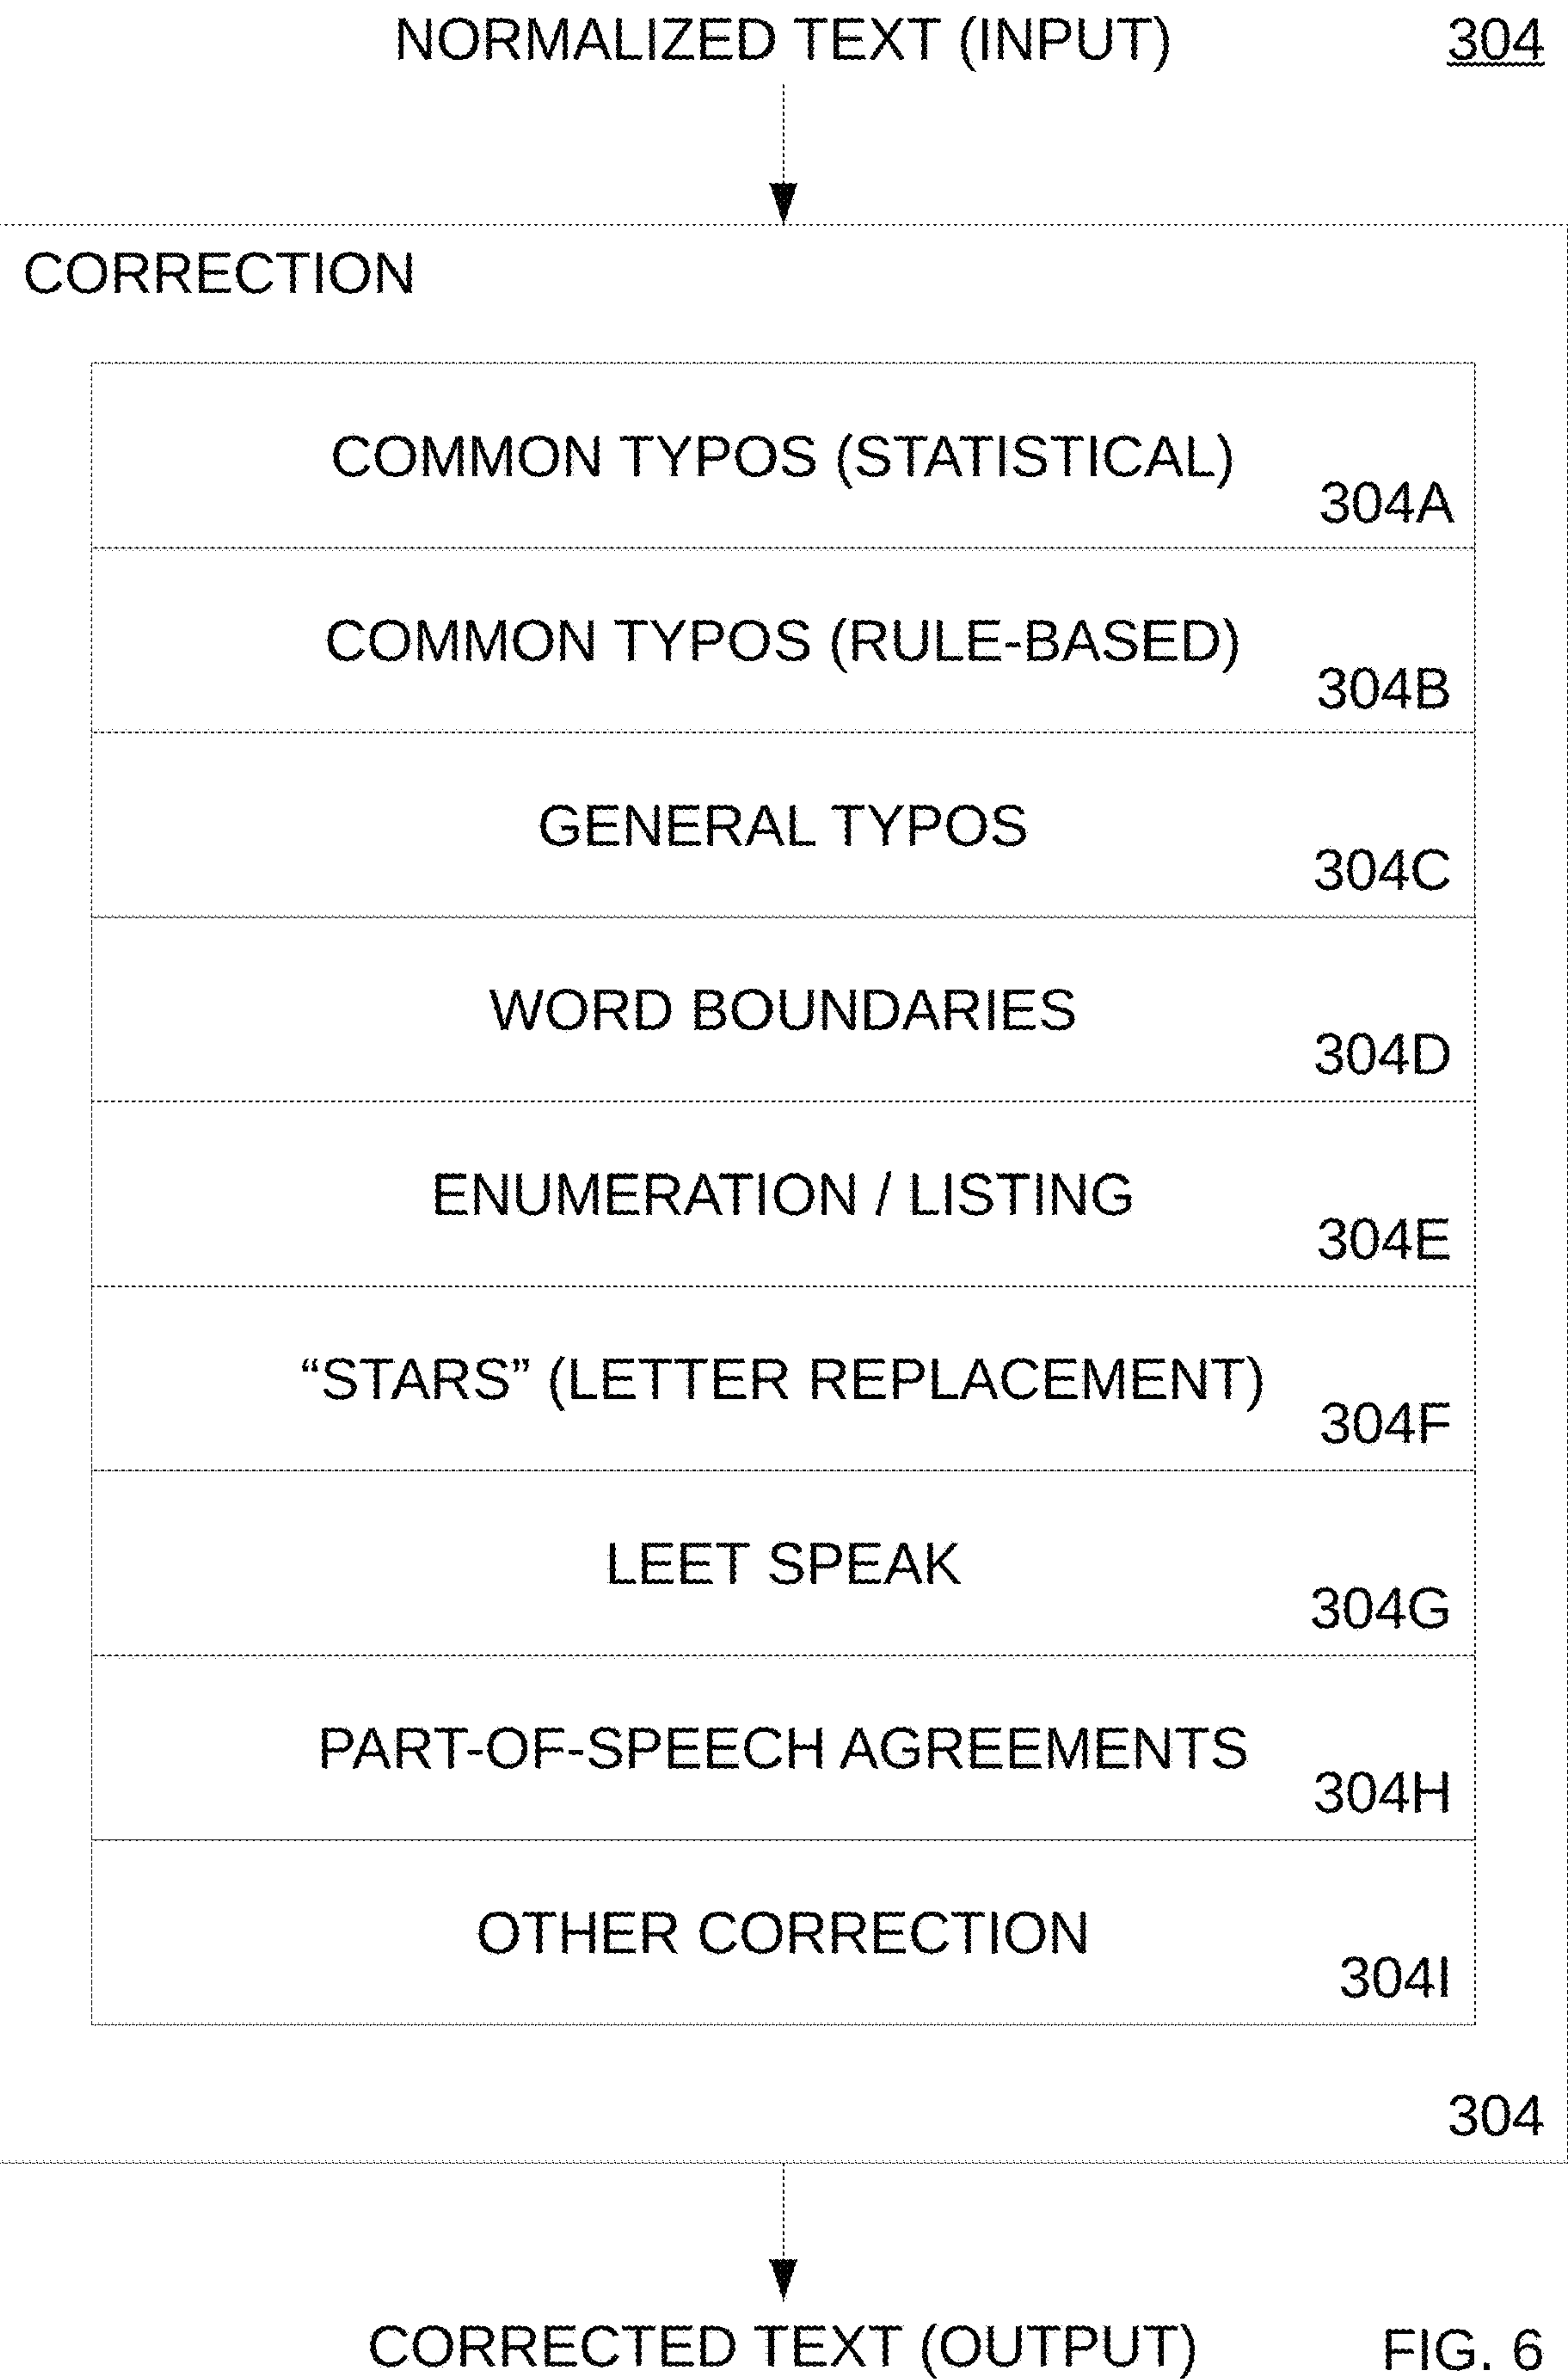 NORMALIZED TEXT (INPUT) 304
CORRECTION
COMMON TYPOS (STATISTICAL)
304A
COMMON TYPOS (RULE-BASED)
304B
GENERAL TYPOS
304C
WORD BOUNDARIES
304D
ENUMERATION / LISTING
304E
“STARS” (LETTER REPLACEMENT)
304F
LEET SPEAK
304G
PART-OF-SPEECH AGREEMENTS
304H
OTHER CORRECTION
304I
304
CORRECTED TEXT (OUTPUT) FIG. 6